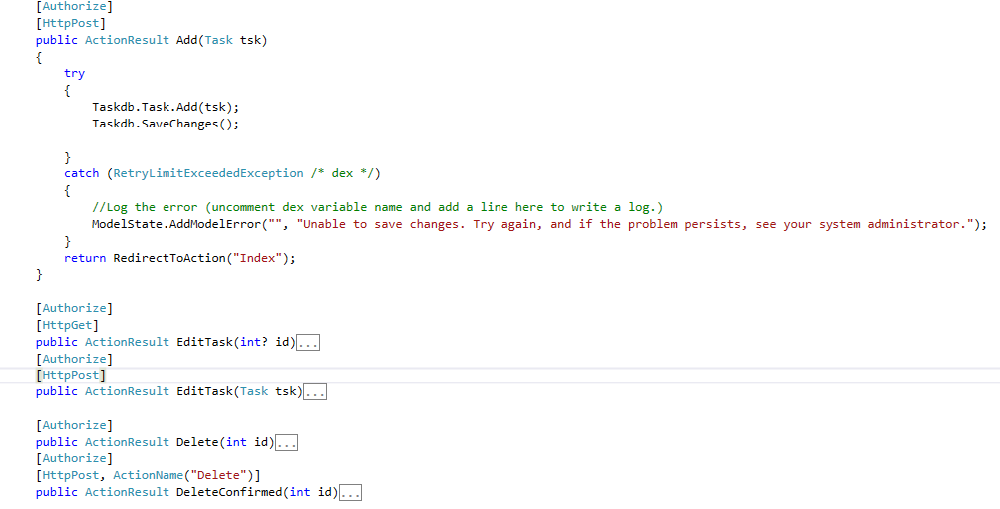 [Authorize]
[HttpPost]
public ActionResult Add(Task tsk)
{
try
{
Taskdb.Task.Add(tsk);
Taskdb.SaveChanges();
}
catch (RetryLimitExceededException /* dex */)
{
//Log the error (uncomment dex variable name and add a line here to write a log.)
ModelState.AddModelError("", "Unable to save changes. Try again, and if the problem persists, see your system administrator.");
}
return RedirectToAction("Index");
}
[Authorize]
[HttpGet]
public ActionResult EditTask(int? id)...
[Authorize]
[HttpPost]
public ActionResult EditTask(Task tsk)...
[Authorize]
public ActionResult Delete(int id)...
[Authorize]
[HttpPost, ActionName("Delete")]
public ActionResult DeleteConfirmed(int id)...